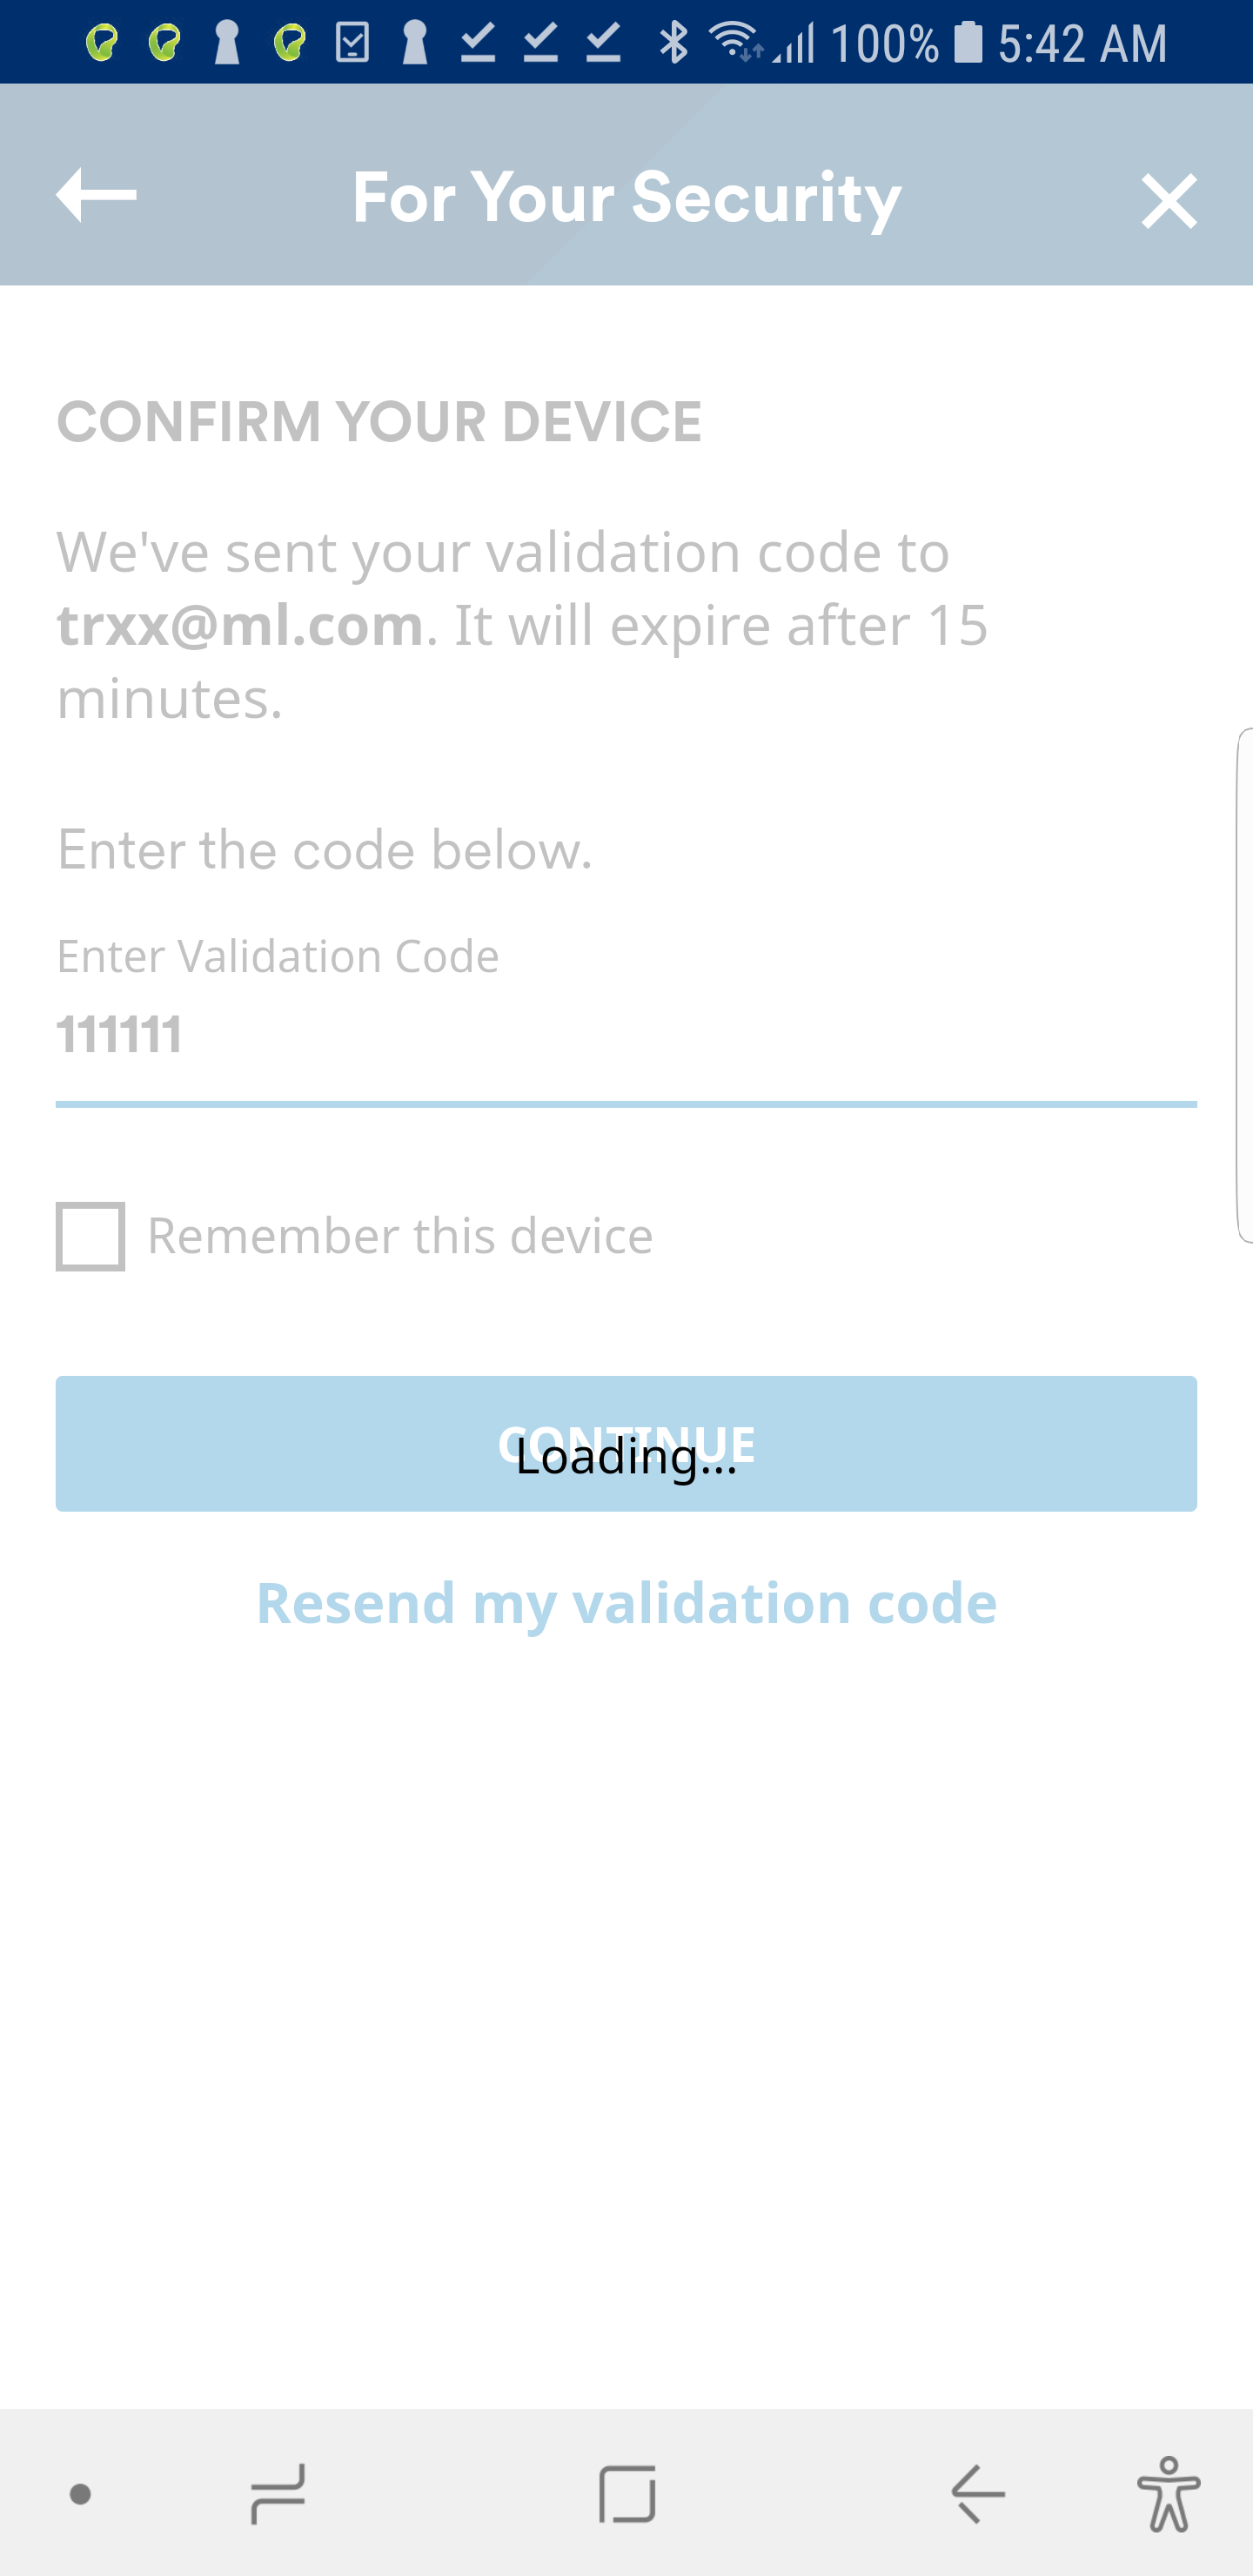 100% 5:42 AM
For Your Security
CONFIRM YOUR DEVICE
We've sent your validation code to
trxx@ml.com. It will expire after 15
minutes.
Enter the code below.
Enter Validation Code
111111
Remember this device
CONTINUE
Loading...
Resend my validation code